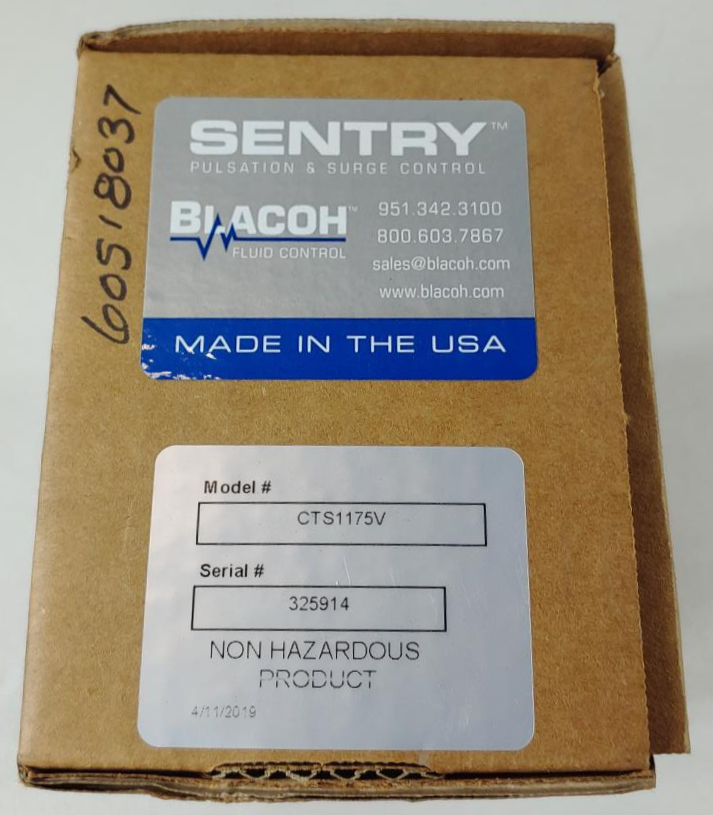 60518037
SENTRY™
PULSATION & SURGE CONTROL
BLACOH™
FLUID CONTROL
951.342.3100
800.603.7867
sales@blacoh.com
www.blacoh.com
MADE IN THE USA
Model #
CTS1175V
Serial #
325914
NON HAZARDOUS
PRODUCT
4/11/2019